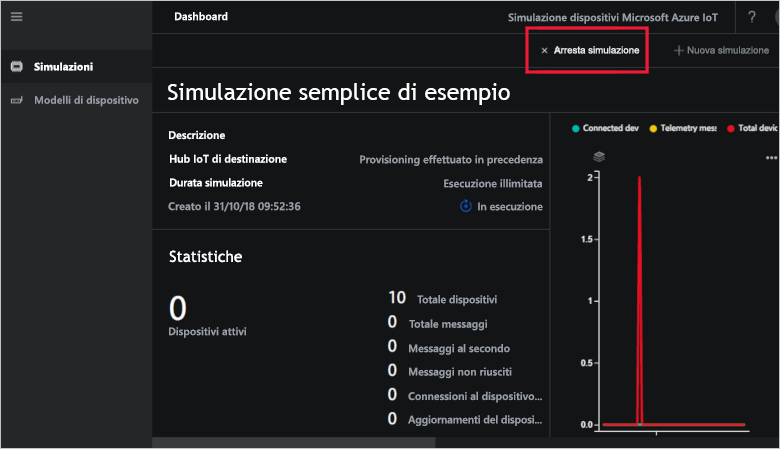 Dashboard
Simulazione dispositivi Microsoft Azure IoT
?
× Arresta simulazione
+ Nuova simulazione
Simulazioni
Modelli di dispositivo
Simulazione semplice di esempio
Descrizione
Hub IoT di destinazione Provisioning effettuato in precedenza
Durata simulazione Esecuzione illimitata
Creato il 31/10/18 09:52:36 In esecuzione
Statistiche
0
Dispositivi attivi
10 Totale dispositivi
0 Totale messaggi
0 Messaggi al secondo
0 Messaggi non riusciti
0 Connessioni al dispositivo...
0 Aggiornamenti del disposi...
Connected dev Telemetry mes: Total devic
...
2
1.5
1
0.5
0.0